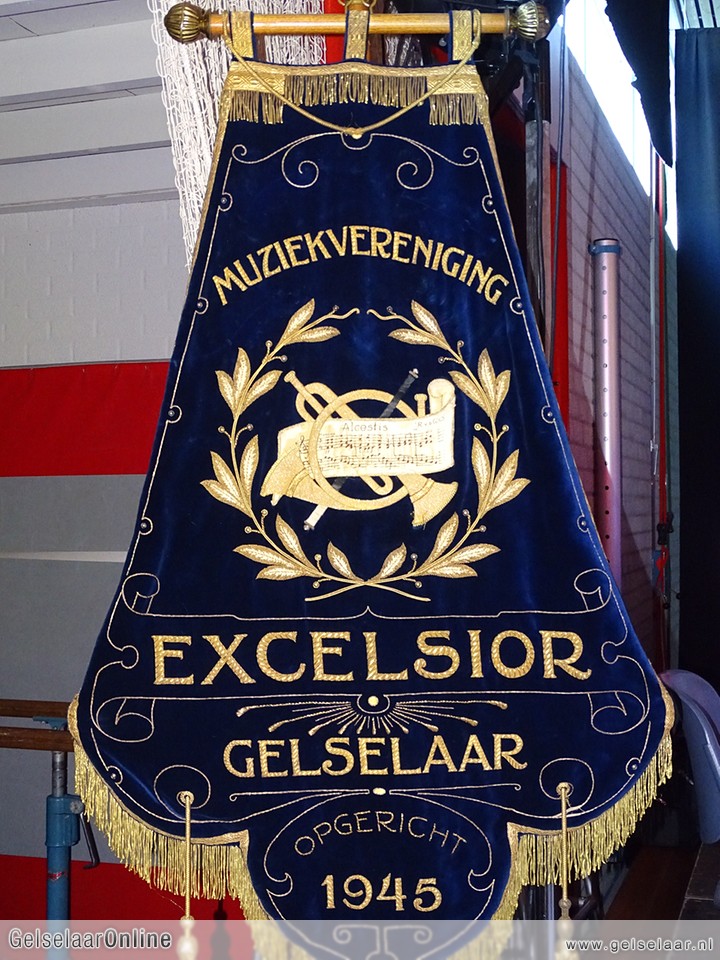 MUZIEKVERENIGING
Alcestis
EXCELSIOR
GELSELAAR
OPGERICHT
1945
GelselaarOnline
www.gelselaar.nl